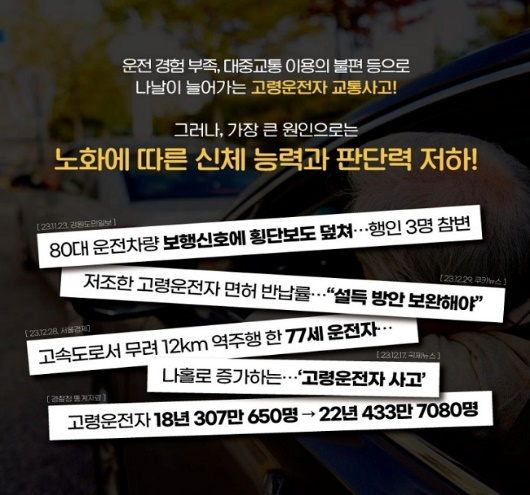 운전 경험 부족, 대중교통 이용의 불편 등으로
나날이 늘어가는 고령운전자 교통사고!
그러나, 가장 큰 원인으로는
노화에 따른 신체 능력과 판단력 저하!
[ 23.11.23. 강원도민일보 ]
80대 운전차량 보행신호에 횡단보도 덮쳐…행인 3명 참변
[ 23.12.29. 쿠키뉴스 ]
저조한 고령운전자 면허 반납률…“설득 방안 보완해야”
[ 23.12.28. 서울경제 ]
고속도로서 무려 12km 역주행 한 77세 운전자…
[ 23.12.17. 국제뉴스 ]
나홀로 증가하는…‘고령운전자 사고’
[ 경찰청 통계자료 ]
고령운전자 18년 307만 650명 → 22년 433만 7080명